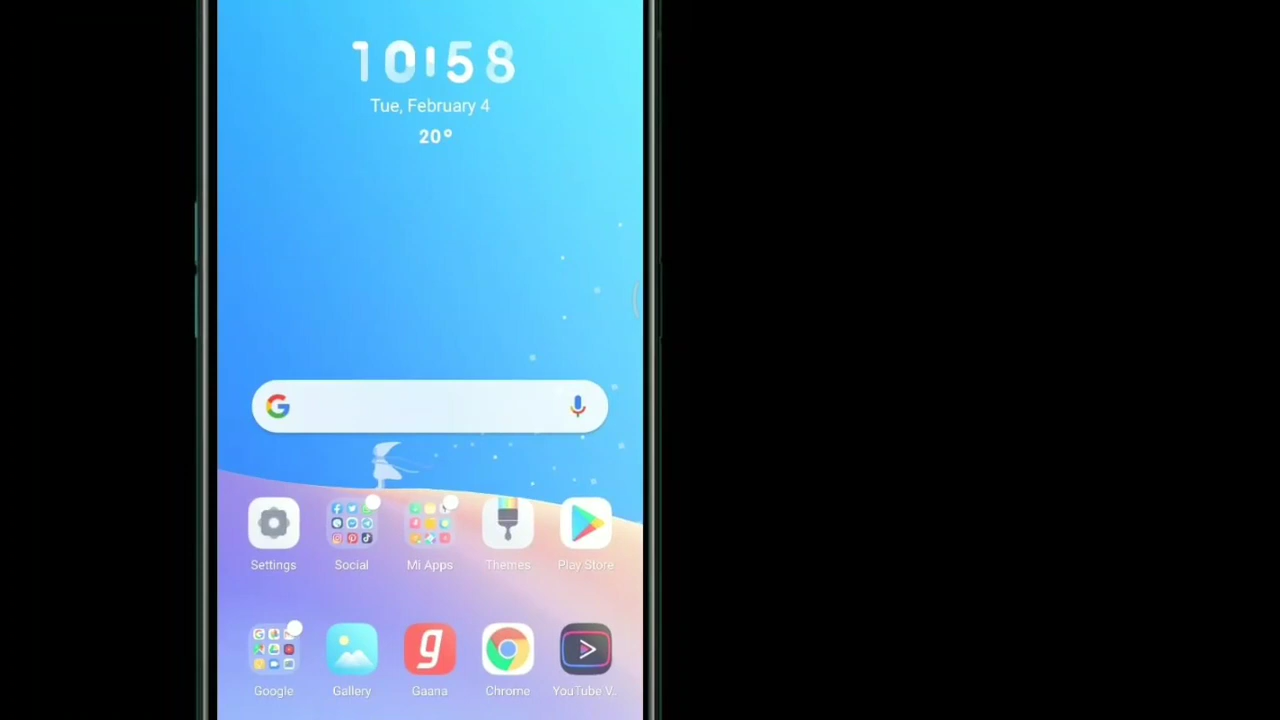 10:58
Tue, February 4
20°
Settings
Social
Mi Apps
Themes
Play Store
Google
Gallery
g
Gaana
Chrome
YouTube V.